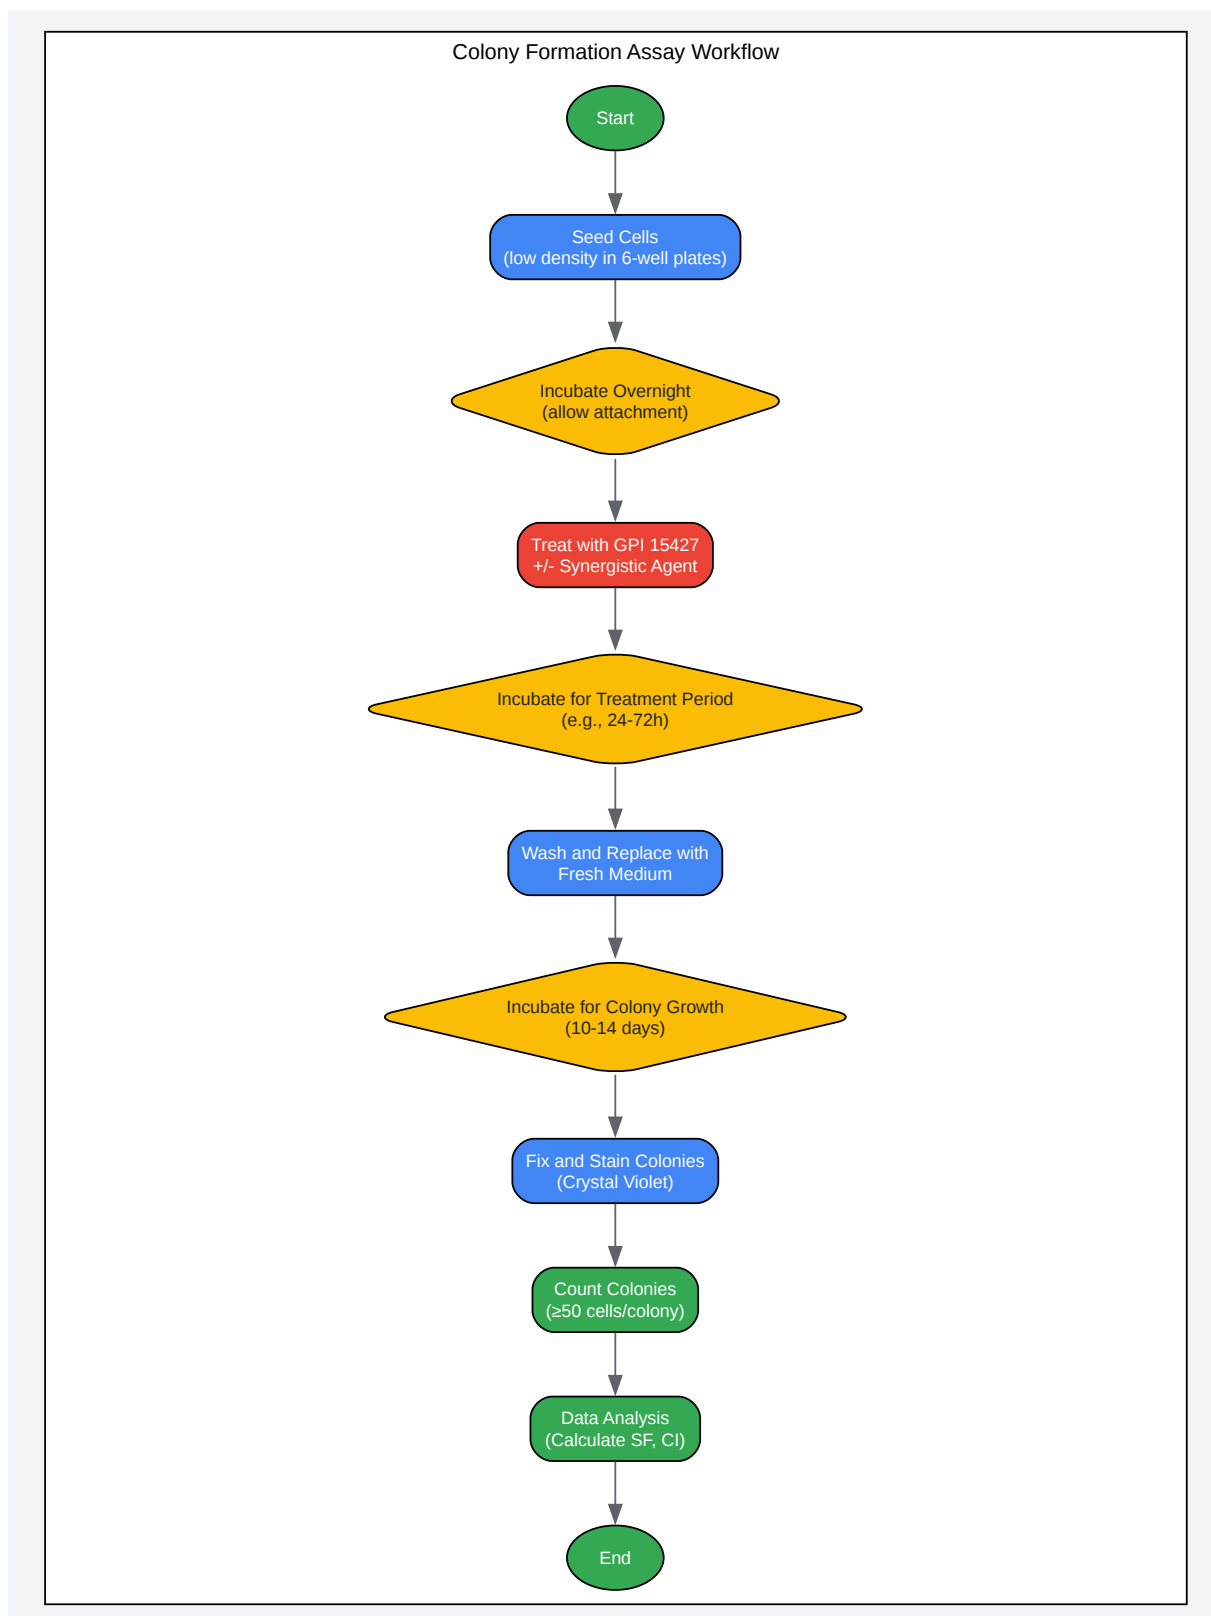 Colony Formation Assay Workflow
Start
Seed Cells
(low density in 6-well plates)
Incubate Overnight
(allow attachment)
Treat with GPI 15427
+/- Synergistic Agent
Incubate for Treatment Period
(e.g., 24-72h)
Wash and Replace with
Fresh Medium
Incubate for Colony Growth
(10-14 days)
Fix and Stain Colonies
(Crystal Violet)
Count Colonies
(≥50 cells/colony)
Data Analysis
(Calculate SF, CI)
End